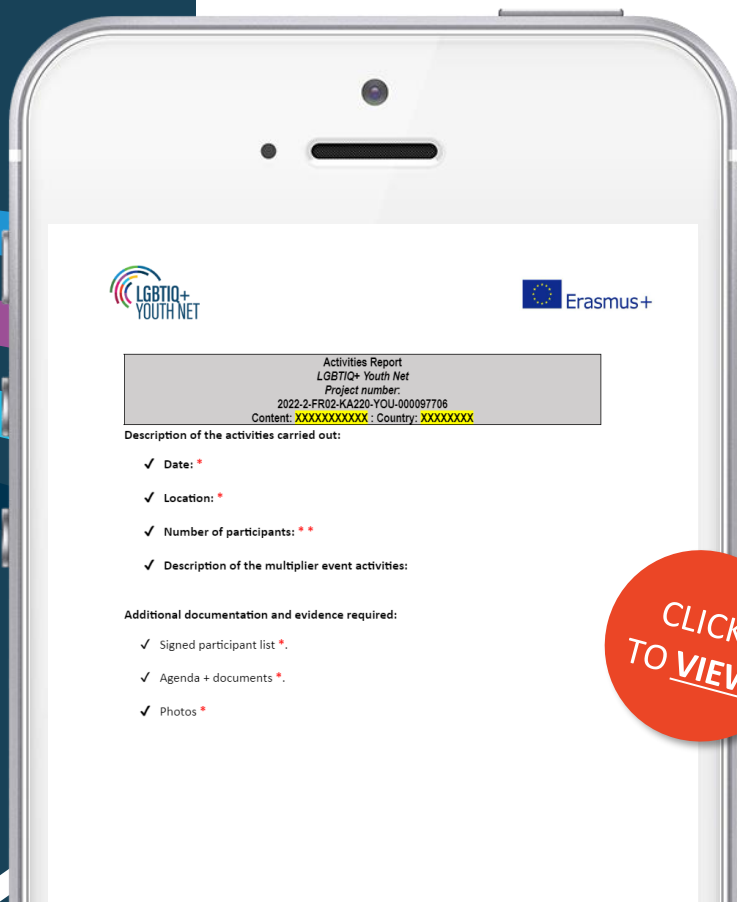 LGBTIQ+
YOUTH NET
Erasmus+
Activities Report
LGBTIQ+ Youth Net
Project number:
2022-2-FR02-KA220-YOU-000097706
Content: XXXXXXXXXXX : Country: XXXXXXXX
Description of the activities carried out:
✓ Date: *
✓ Location: *
✓ Number of participants: * *
✓ Description of the multiplier event activities:
Additional documentation and evidence required:
✓ Signed participant list *.
✓ Agenda + documents *.
✓ Photos *
CLICK
TO VIEW